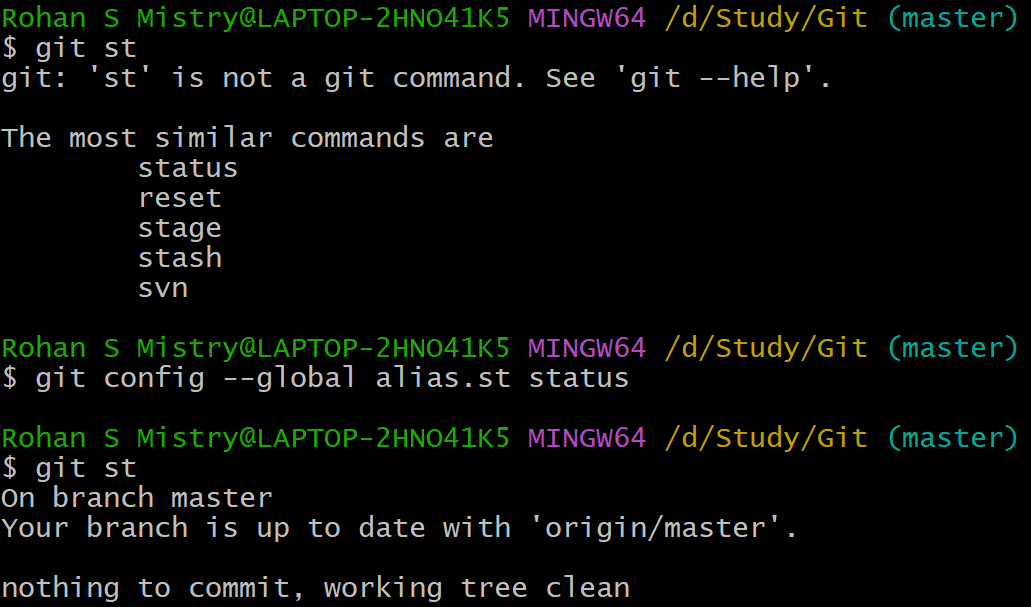 Rohan S Mistry@LAPTOP-2HNO41K5 MINGW64 /d/Study/Git (master)
$ git st
git: 'st' is not a git command. See 'git --help'.
The most similar commands are
status
reset
stage
stash
svn
Rohan S Mistry@LAPTOP-2HNO41K5 MINGW64 /d/Study/Git (master)
$ git config --global alias.st status
Rohan S Mistry@LAPTOP-2HNO41K5 MINGW64 /d/Study/Git (master)
$ git st
On branch master
Your branch is up to date with 'origin/master'.
nothing to commit, working tree clean